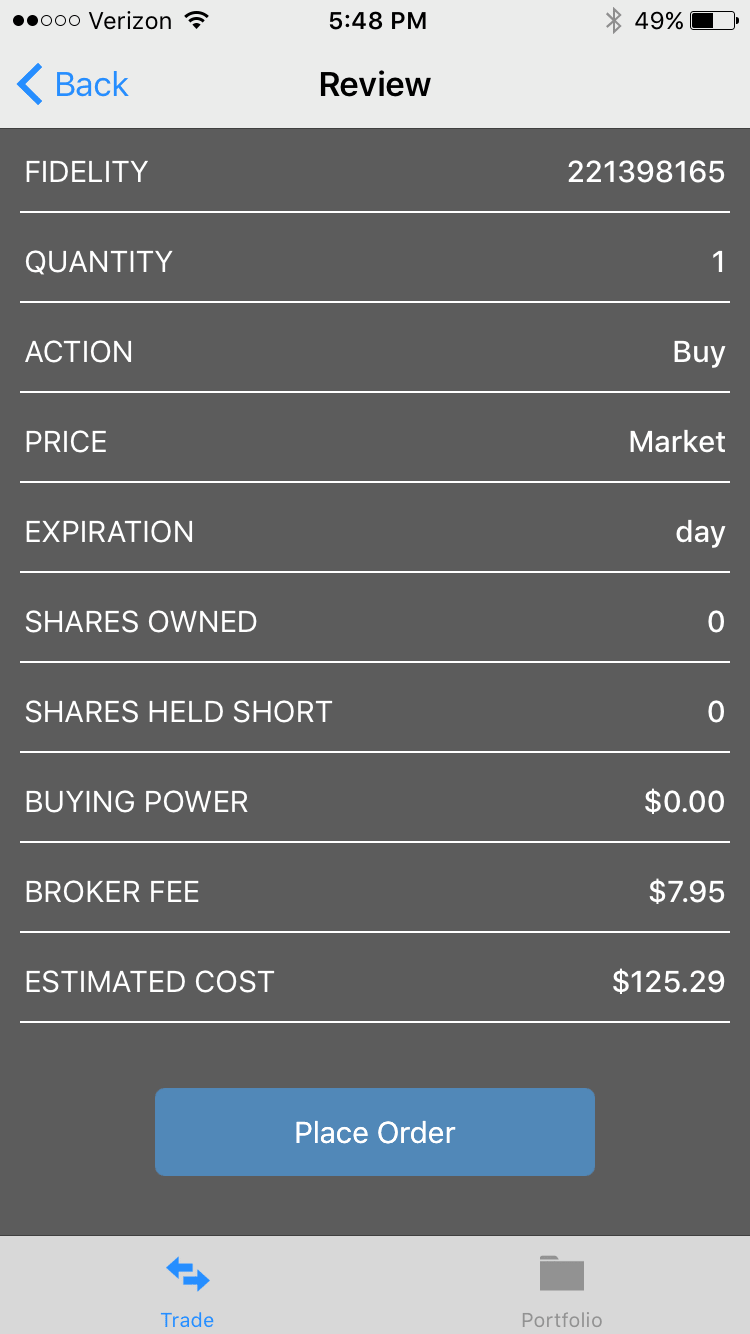 Verizon 5:48 PM 49%
Back Review
FIDELITY 221398165
QUANTITY 1
ACTION Buy
PRICE Market
EXPIRATION day
SHARES OWNED 0
SHARES HELD SHORT 0
BUYING POWER $0.00
BROKER FEE $7.95
ESTIMATED COST $125.29
Place Order
Trade Portfolio